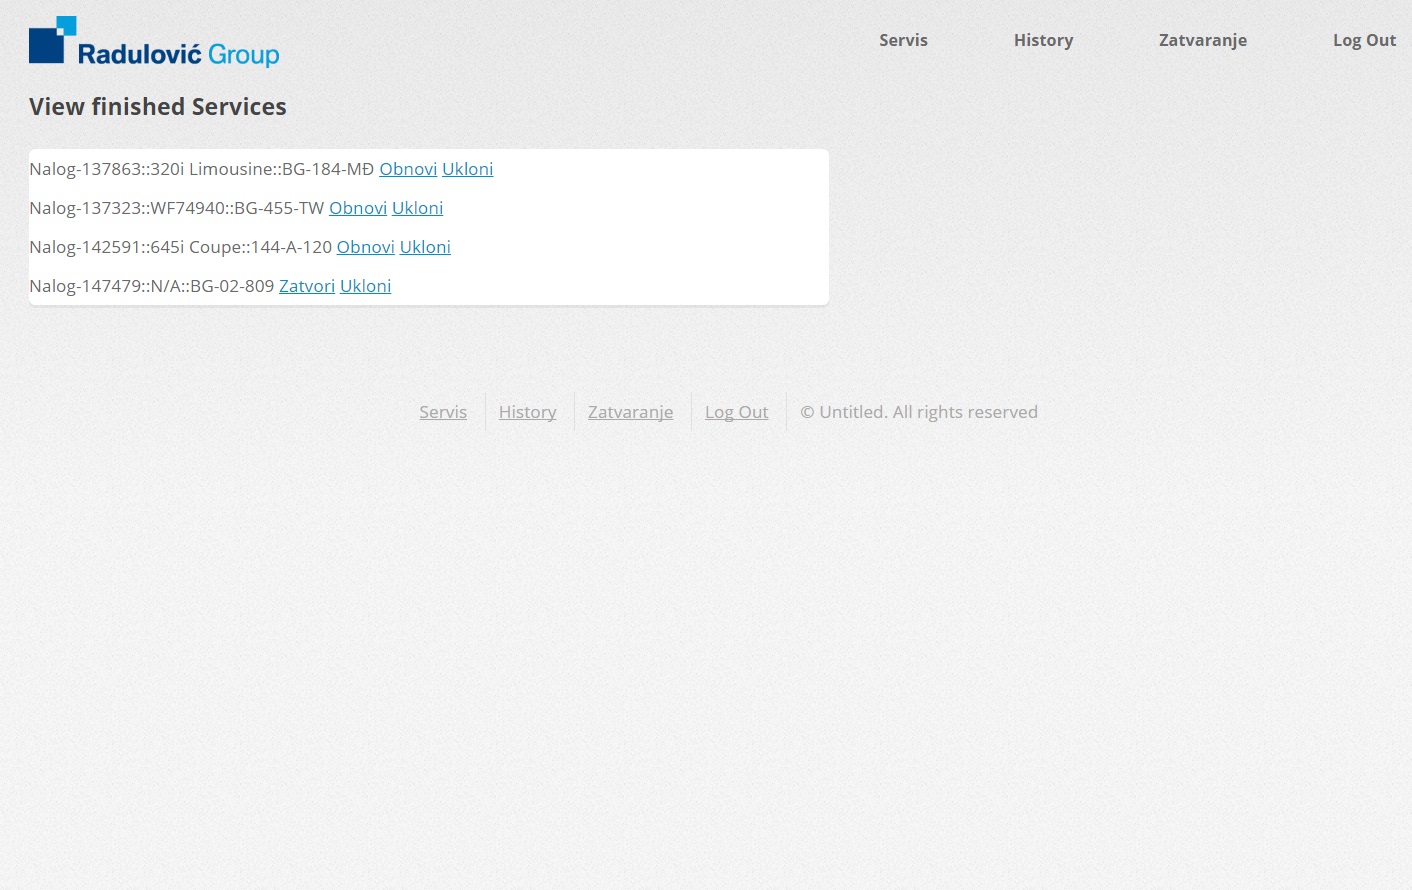 Radulović Group
Servis History Zatvaranje Log Out
View finished Services
Nalog-137863::320i Limousine::BG-184-MĐ Obnovi Ukloni
Nalog-137323::WF74940::BG-455-TW Obnovi Ukloni
Nalog-142591::645i Coupe::144-A-120 Obnovi Ukloni
Nalog-147479::N/A::BG-02-809 Zatvori Ukloni
Servis History Zatvaranje Log Out © Untitled. All rights reserved